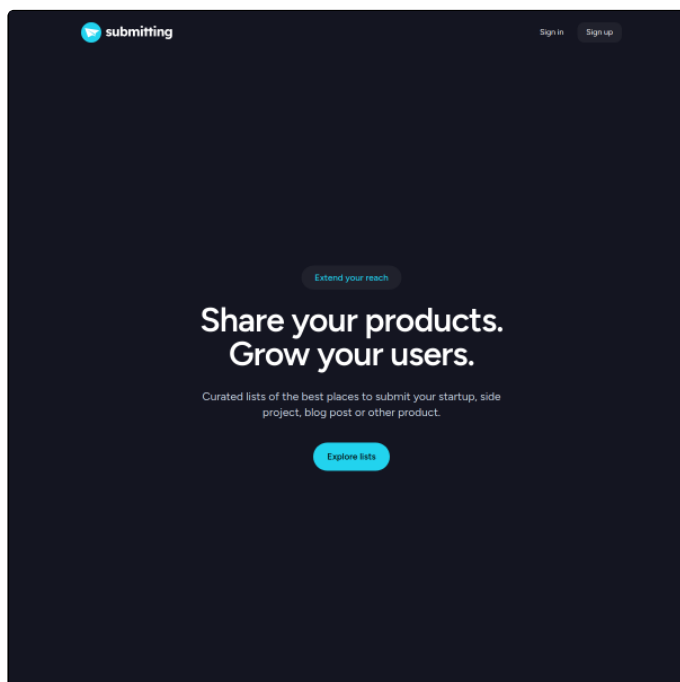 submitting
Sign in
Sign up
Extend your reach
Share your products.
Grow your users.
Curated lists of the best places to submit your startup, side
project, blog post or other product.
Explore lists